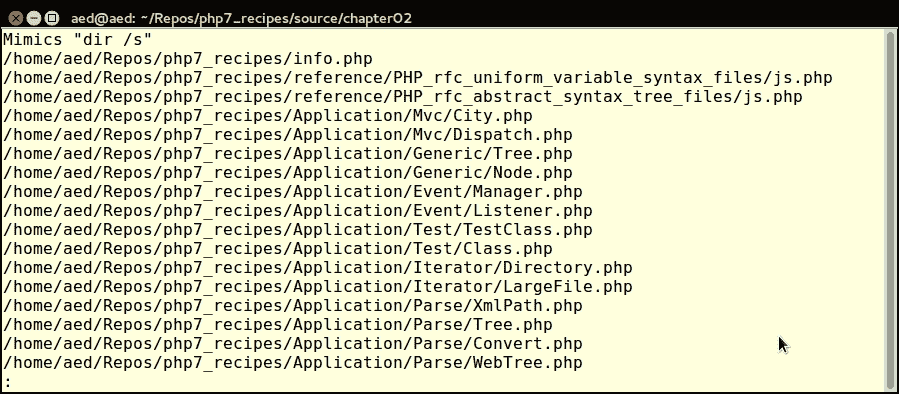 aed@aed: ~/Repos/php7_recipes/source/chapter02
Mimics "dir /s"
/home/aed/Repos/php7_recipes/info.php
/home/aed/Repos/php7_recipes/reference/PHP_rfc_uniform_variable_syntax_files/js.php
/home/aed/Repos/php7_recipes/reference/PHP_rfc_abstract_syntax_tree_files/js.php
/home/aed/Repos/php7_recipes/Application/Mvc/City.php
/home/aed/Repos/php7_recipes/Application/Mvc/Dispatch.php
/home/aed/Repos/php7_recipes/Application/Generic/Tree.php
/home/aed/Repos/php7_recipes/Application/Generic/Node.php
/home/aed/Repos/php7_recipes/Application/Event/Manager.php
/home/aed/Repos/php7_recipes/Application/Event/Listener.php
/home/aed/Repos/php7_recipes/Application/Test/TestClass.php
/home/aed/Repos/php7_recipes/Application/Test/Class.php
/home/aed/Repos/php7_recipes/Application/Iterator/Directory.php
/home/aed/Repos/php7_recipes/Application/Iterator/LargeFile.php
/home/aed/Repos/php7_recipes/Application/Parse/XmlPath.php
/home/aed/Repos/php7_recipes/Application/Parse/Tree.php
/home/aed/Repos/php7_recipes/Application/Parse/Convert.php
/home/aed/Repos/php7_recipes/Application/Parse/WebTree.php
: